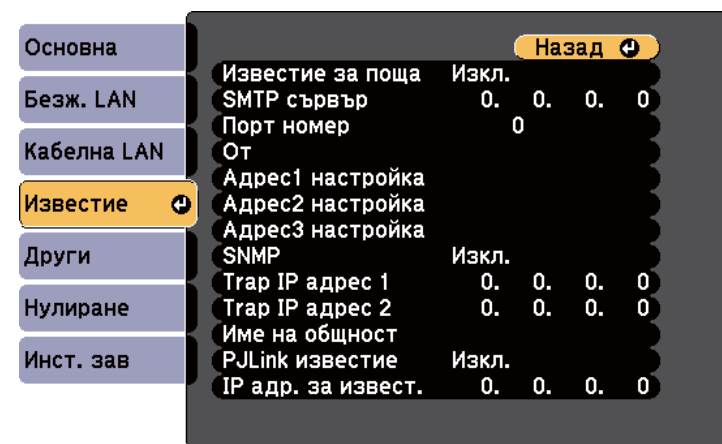 Основна
Безж. LAN
Кабелна LAN
Известие
Други
Нулиране
Инст. зав
Назад
Известие за поща Изкл.
SMTP сървър 0. 0. 0. 0
Порт номер 0
От
Адрес1 настройка
Адрес2 настройка
Адрес3 настройка
SNMP Изкл.
Trap IP адрес 1 0. 0. 0. 0
Trap IP адрес 2 0. 0. 0. 0
Име на общност
PJLink известие Изкл.
IP адр. за извест. 0. 0. 0. 0